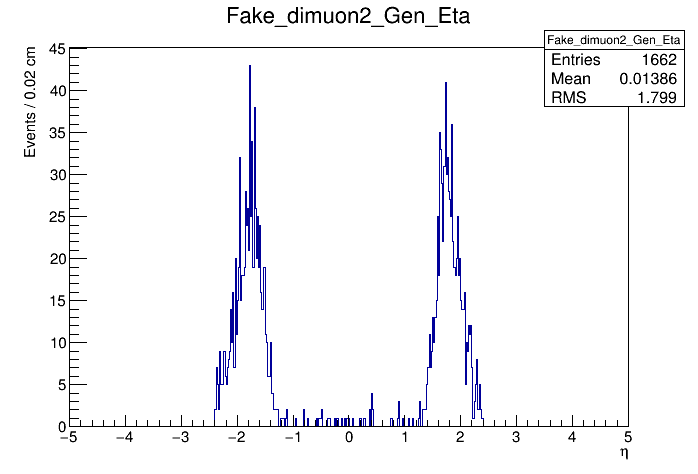 Fake_dimuon2_Gen_Eta
Fake_dimuon2_Gen_Eta
Entries 1662
Mean 0.01386
RMS 1.799
Events / 0.02 cm
45
40
35
30
25
20
15
10
5
0
−5 −4 −3 −2 −1 0 1 2 3 4 5
η